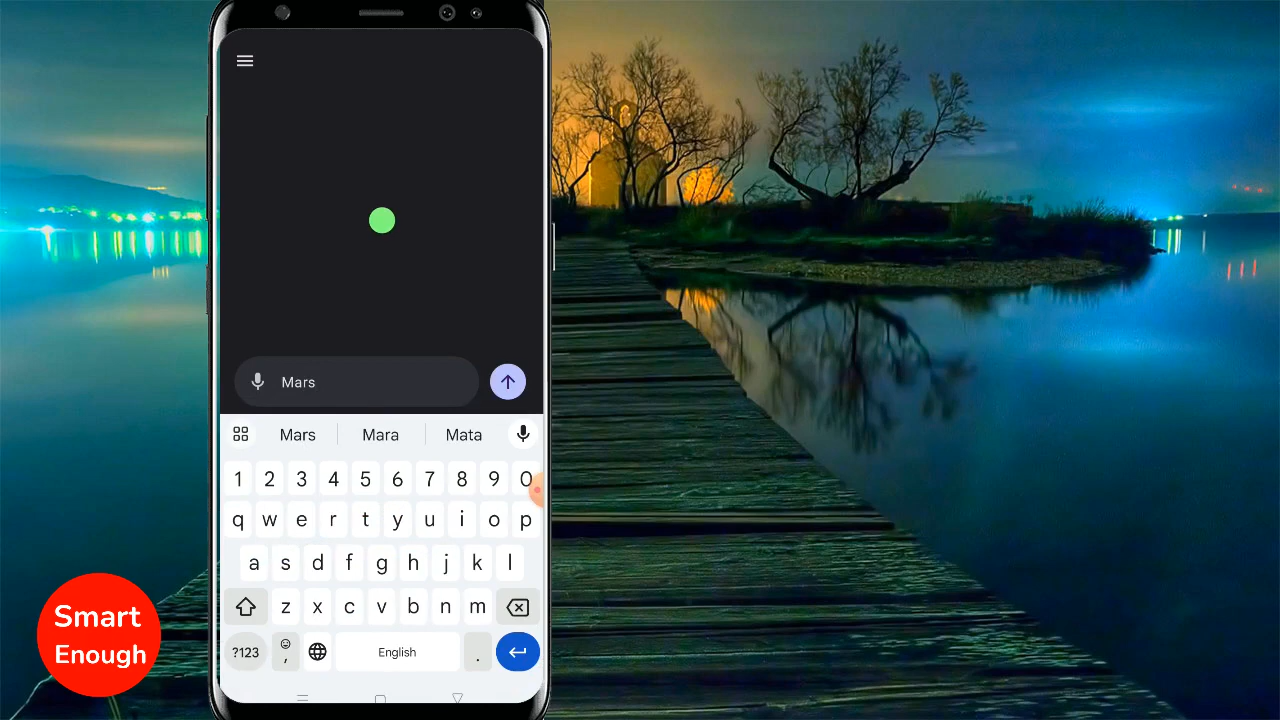 Mars
Mars Mara Mata
1 2 3 4 5 6 7 8 9 0
q w e r t y u i o p
a s d f g h j k l
z x c v b n m
?123 , English .
Smart
Enough